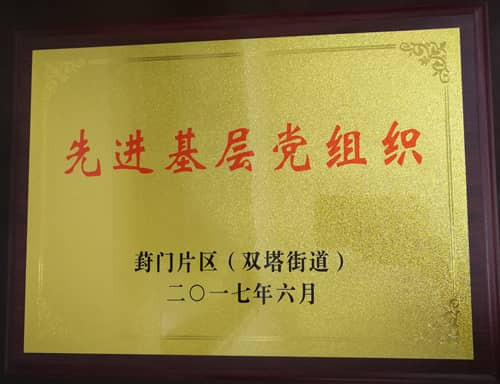 先进基层党组织
葑门片区（双塔街道）
二〇一七年六月